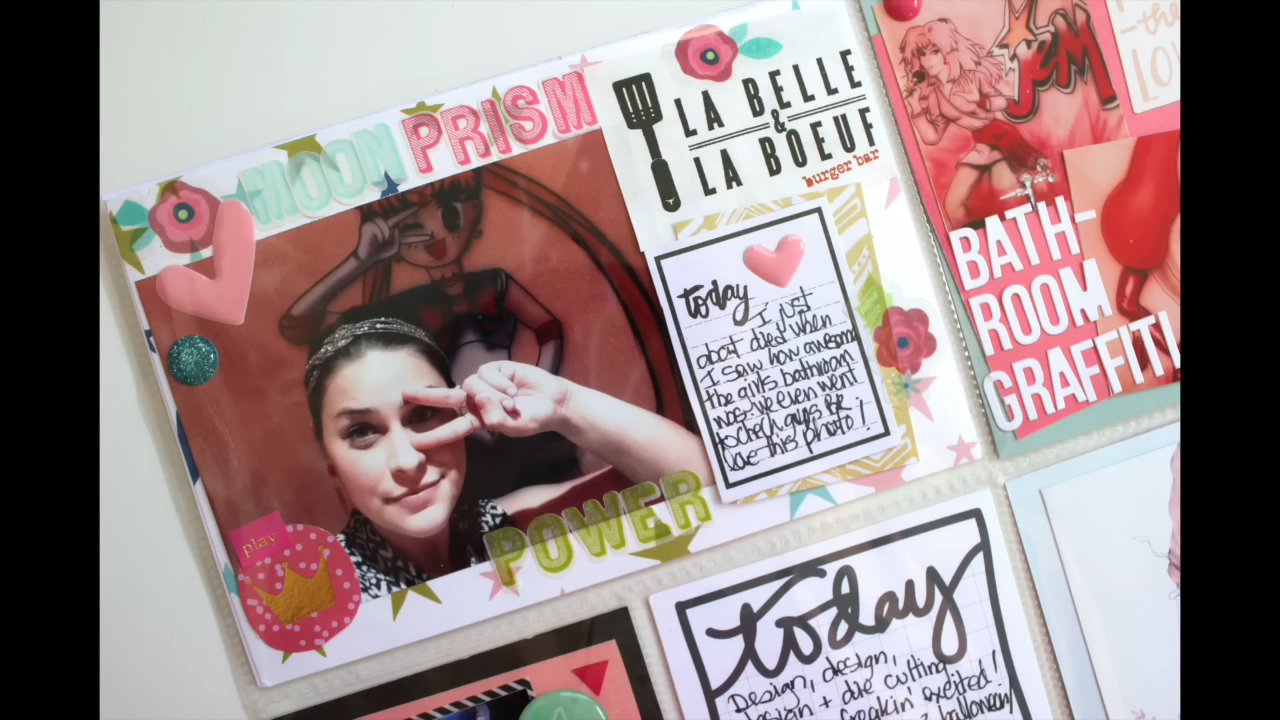 MOON PRISM
POWER
play
LA BELLE
&
LA BOEUF
burger bar
today
I just
about died when
I saw how awesome
the girls bathroom
was. we even went
to check guys BR.
love this photo!
JEM
the
LOV
BATH-
ROOM
GRAFFITI
today
Design, design,
design + die cutting
freakin' excited!